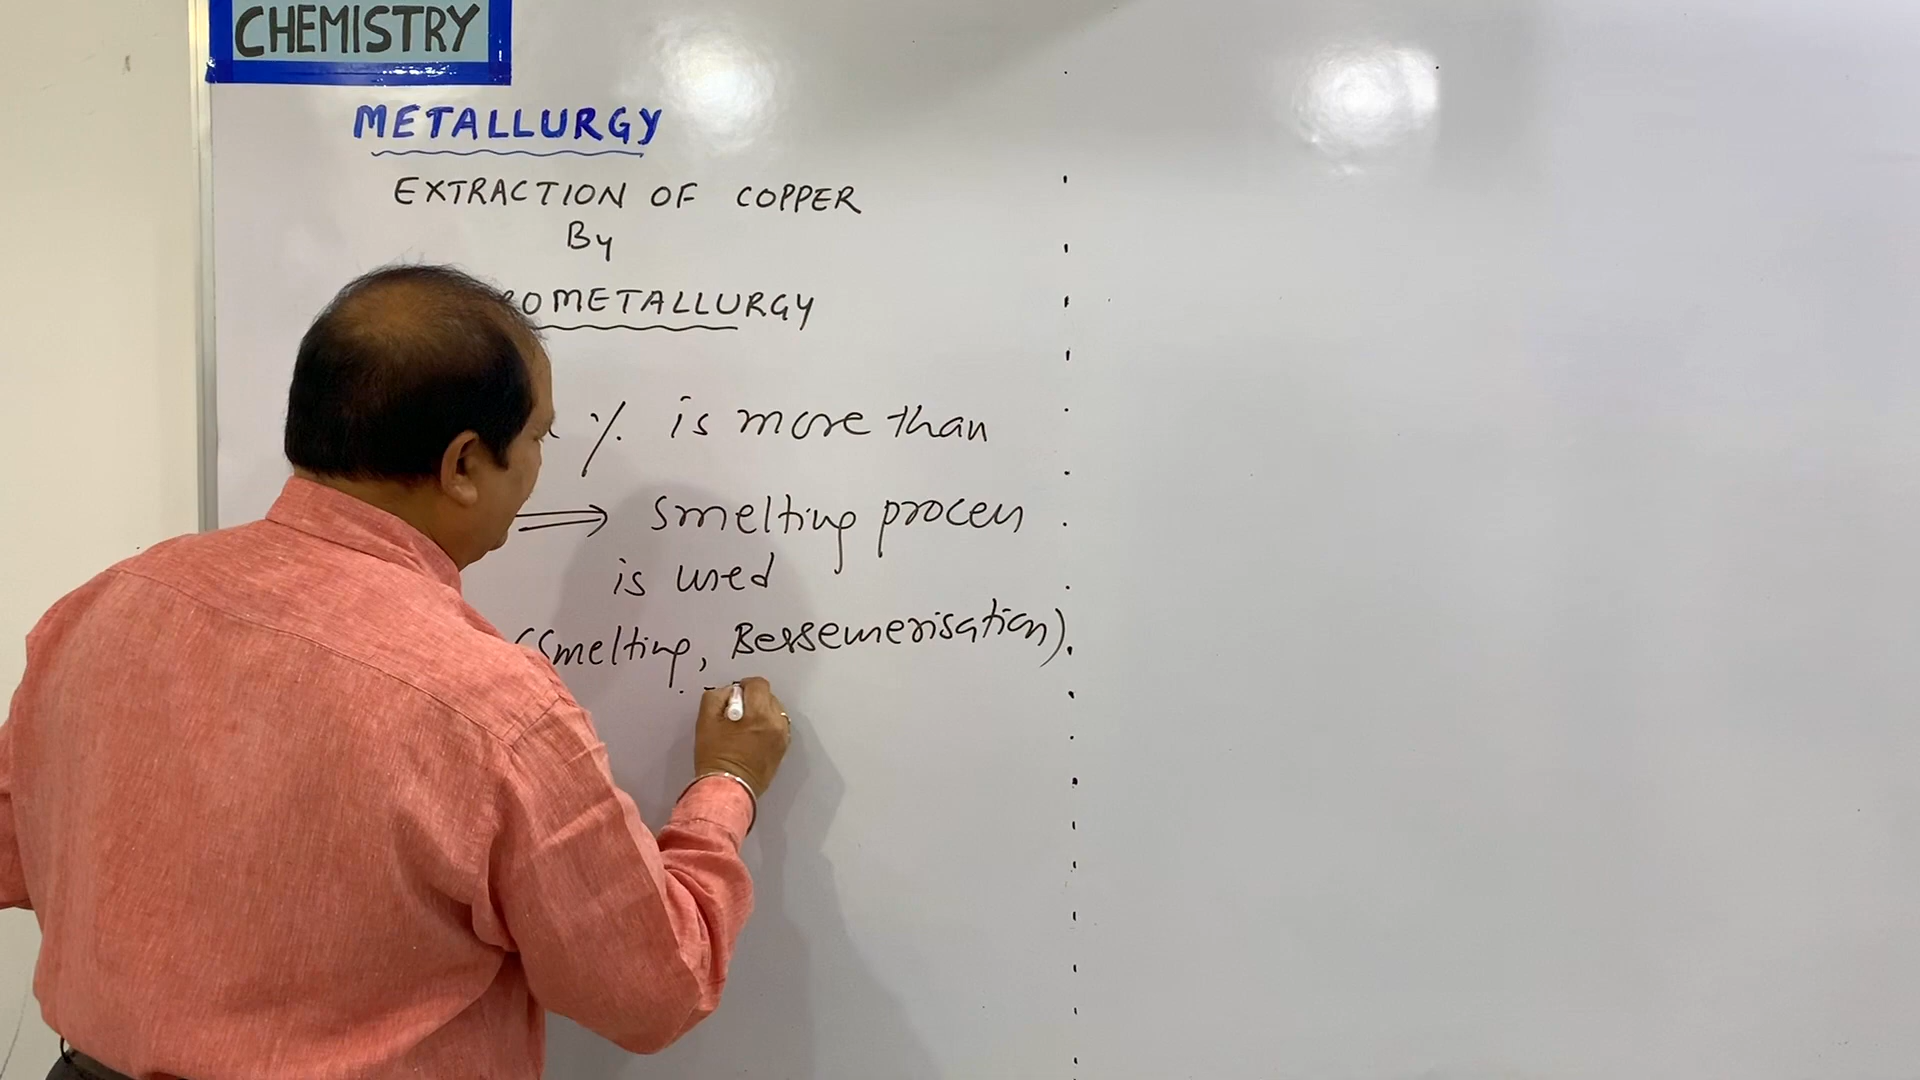 CHEMISTRY
METALLURGY
EXTRACTION OF COPPER
By
ROMETALLURGY
% is more than
⇒ Smelting process
is used
(Smelting, Bessemerisation).